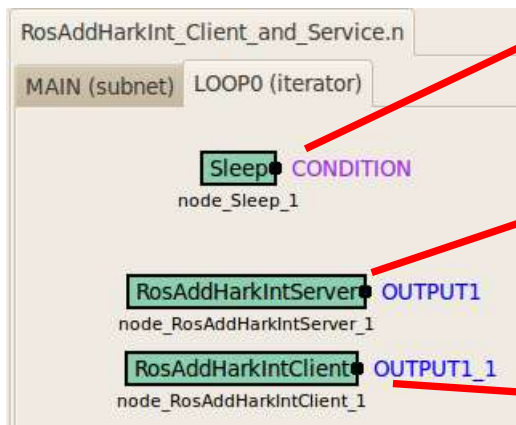 RosAddHarkInt_Client_and_Service.n
MAIN (subnet) LOOP0 (iterator)
Sleep CONDITION
node_Sleep_1
RosAddHarkIntServer OUTPUT1
node_RosAddHarkIntServer_1
RosAddHarkIntClient OUTPUT1_1
node_RosAddHarkIntClient_1